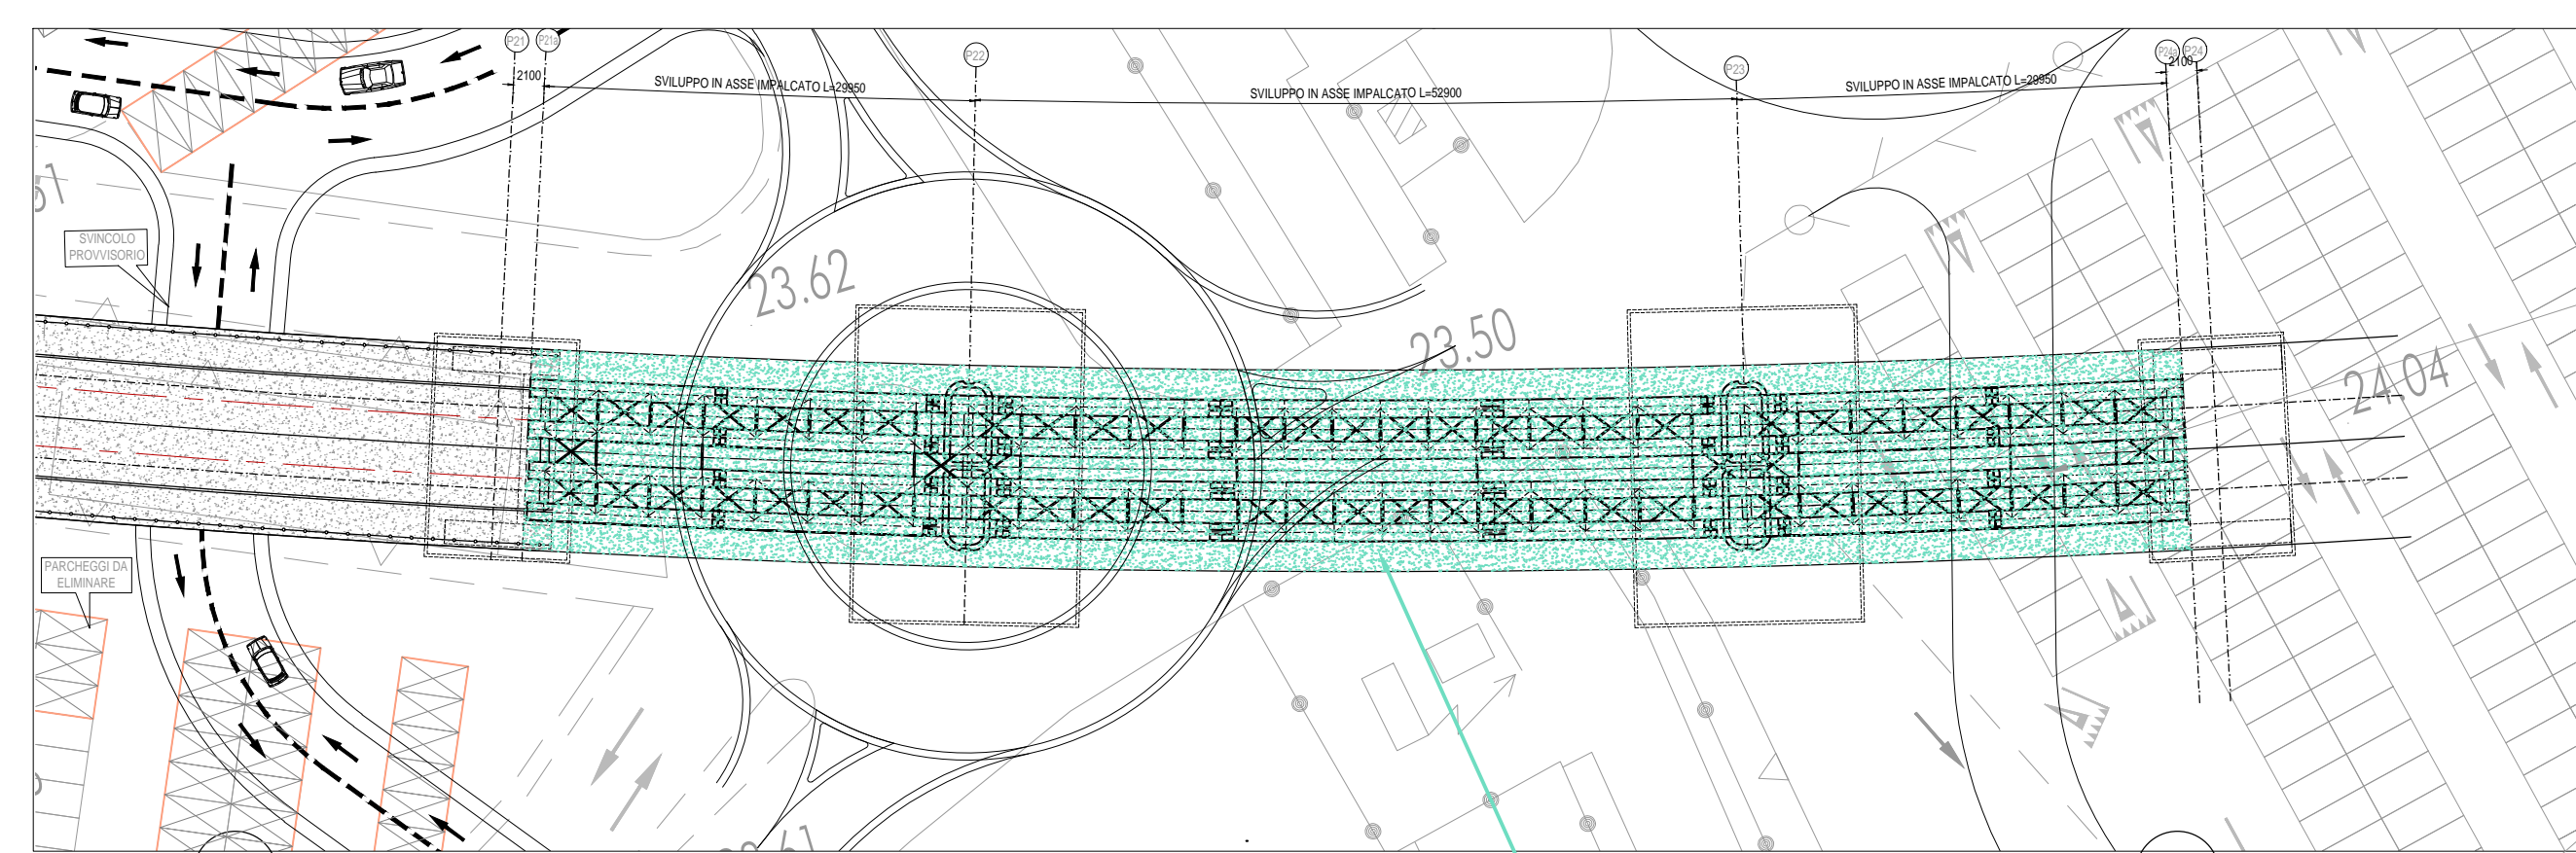 P21
P21a
P22
P23
P24a
P24
2100
SVILUPPO IN ASSE IMPALCATO L=29950
SVILUPPO IN ASSE IMPALCATO L=52900
SVILUPPO IN ASSE IMPALCATO L=29950
2100
SVINCOLO
PROVVISORIO
23.62
23.50
24.04
PARCHEGGI DA
ELIMINARE